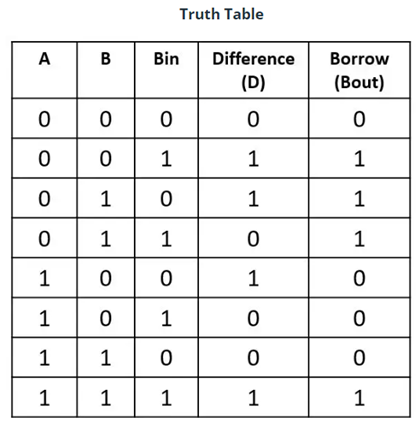 Truth Table
A B Bin Difference (D) Borrow (Bout)
0 0 0 0 0
0 0 1 1 1
0 1 0 1 1
0 1 1 0 1
1 0 0 1 0
1 0 1 0 0
1 1 0 0 0
1 1 1 1 1